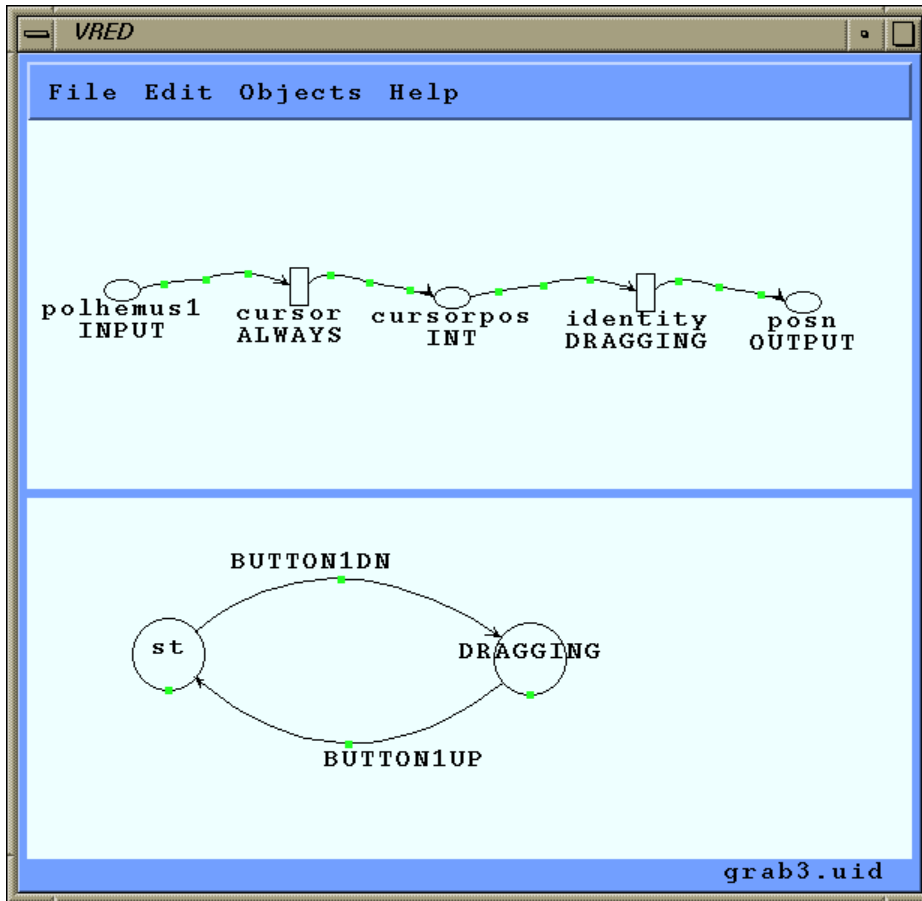 VRED
File Edit Objects Help
polhemus1
INPUT
cursor
ALWAYS
cursorpos
INT
identity
DRAGGING
posn
OUTPUT
BUTTON1DN
st
DRAGGING
BUTTON1UP
grab3.uid